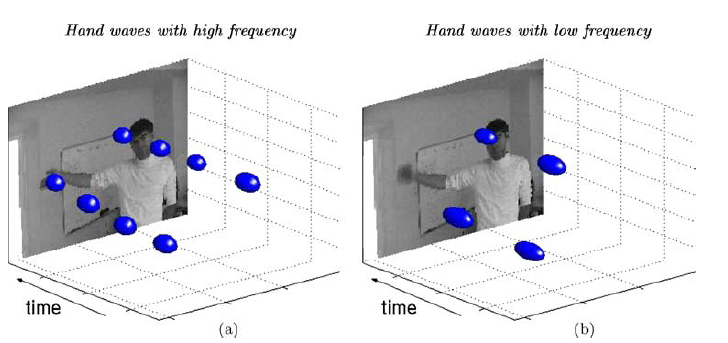 Hand waves with high frequency
Hand waves with low frequency
time
time
(a)
(b)